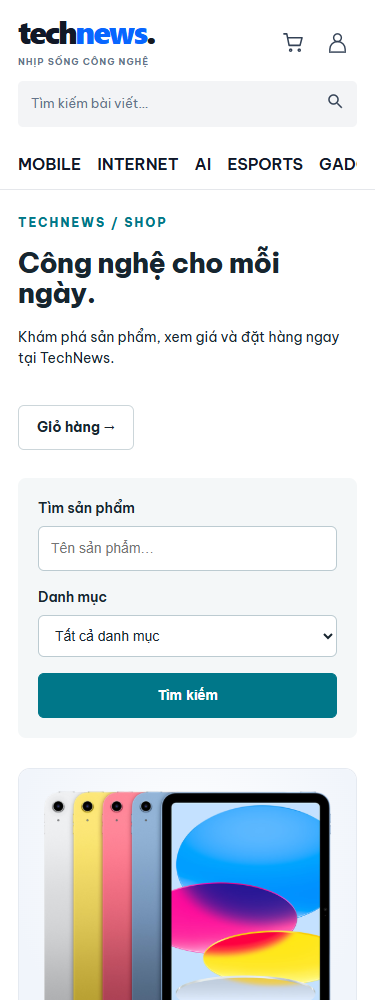 technews.
NHỊP SỐNG CÔNG NGHỆ
Tìm kiếm bài viết...
MOBILE INTERNET AI ESPORTS GADG
TECHNEWS / SHOP
Công nghệ cho mỗi
ngày.
Khám phá sản phẩm, xem giá và đặt hàng ngay
tại TechNews.
Giỏ hàng →
Tìm sản phẩm
Tên sản phẩm...
Danh mục
Tất cả danh mục
Tìm kiếm